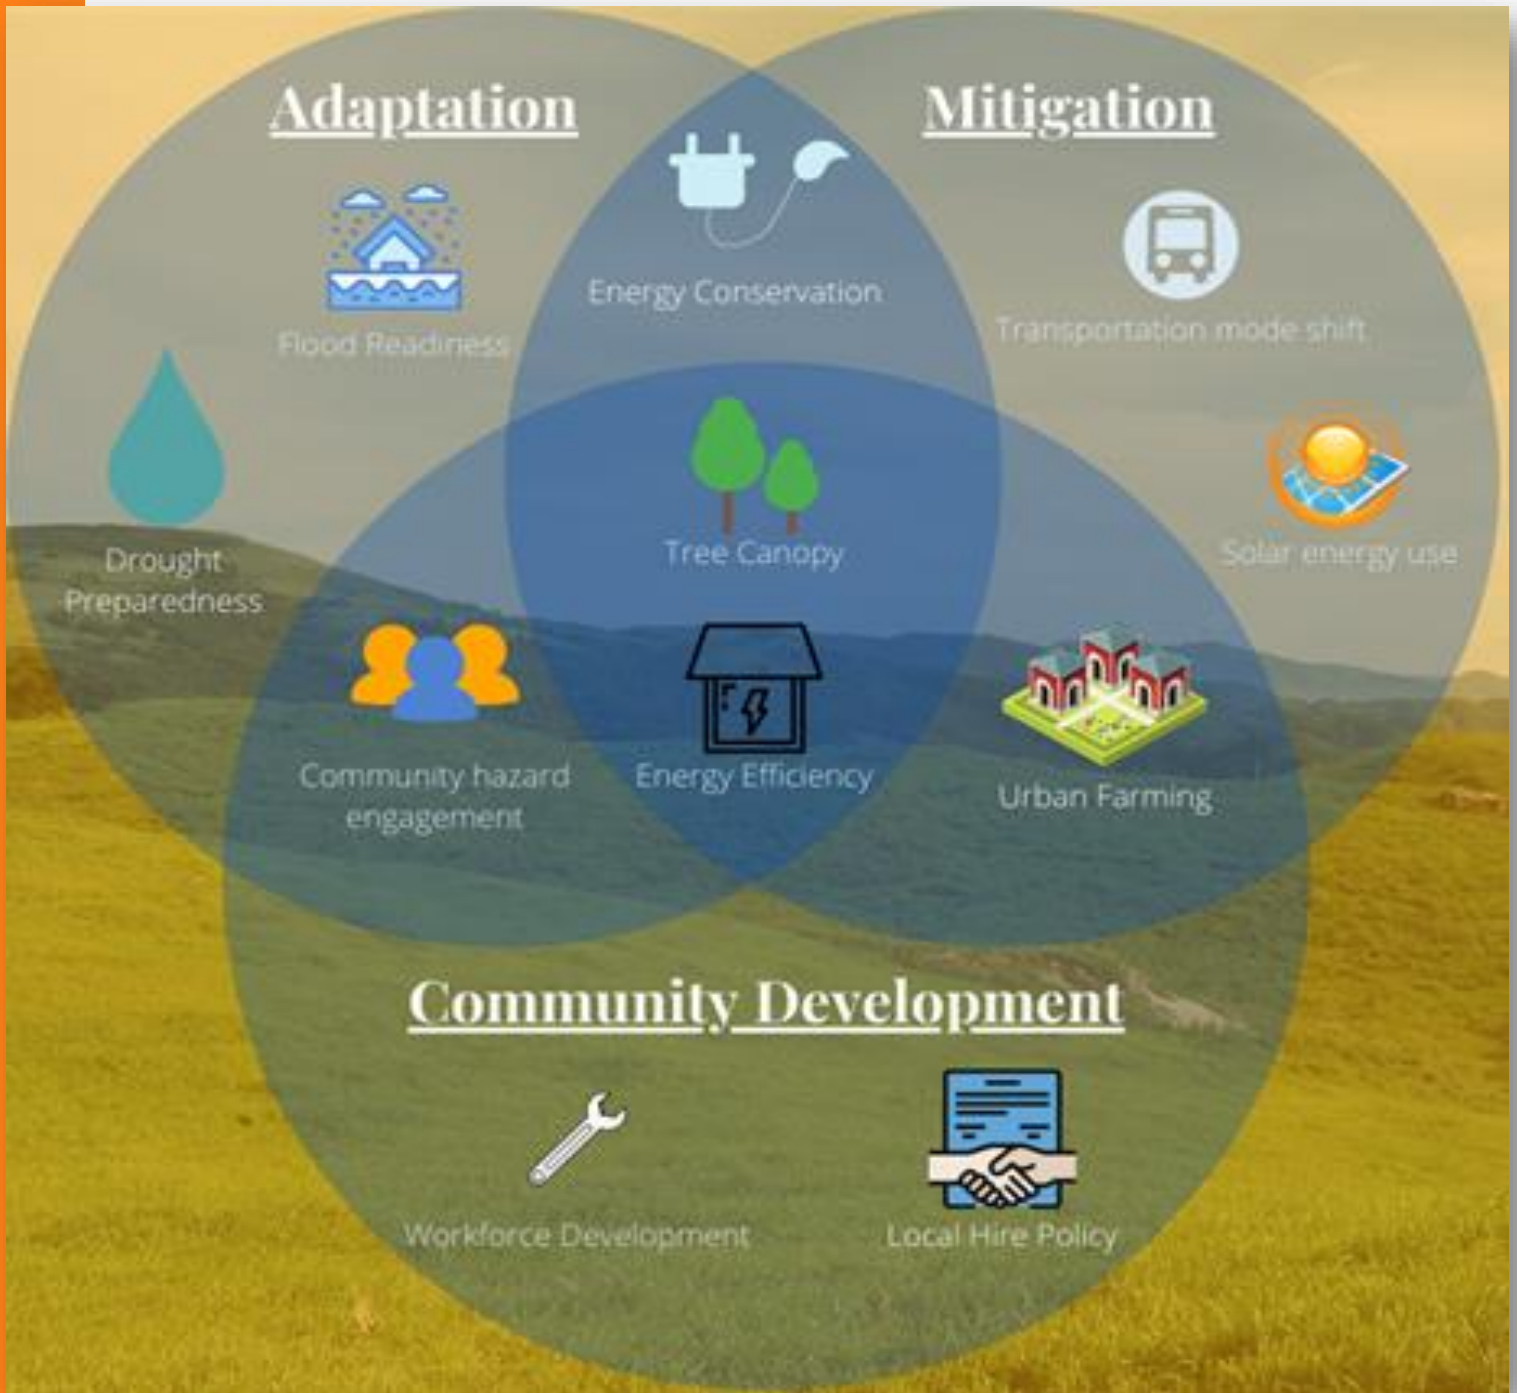 Adaptation
Mitigation
Energy Conservation
Flood Readiness
Transportation mode shift
Drought
Preparedness
Tree Canopy
Solar energy use
Community hazard
engagement
Energy Efficiency
Urban Farming
Community Development
Workforce Development
Local Hire Policy